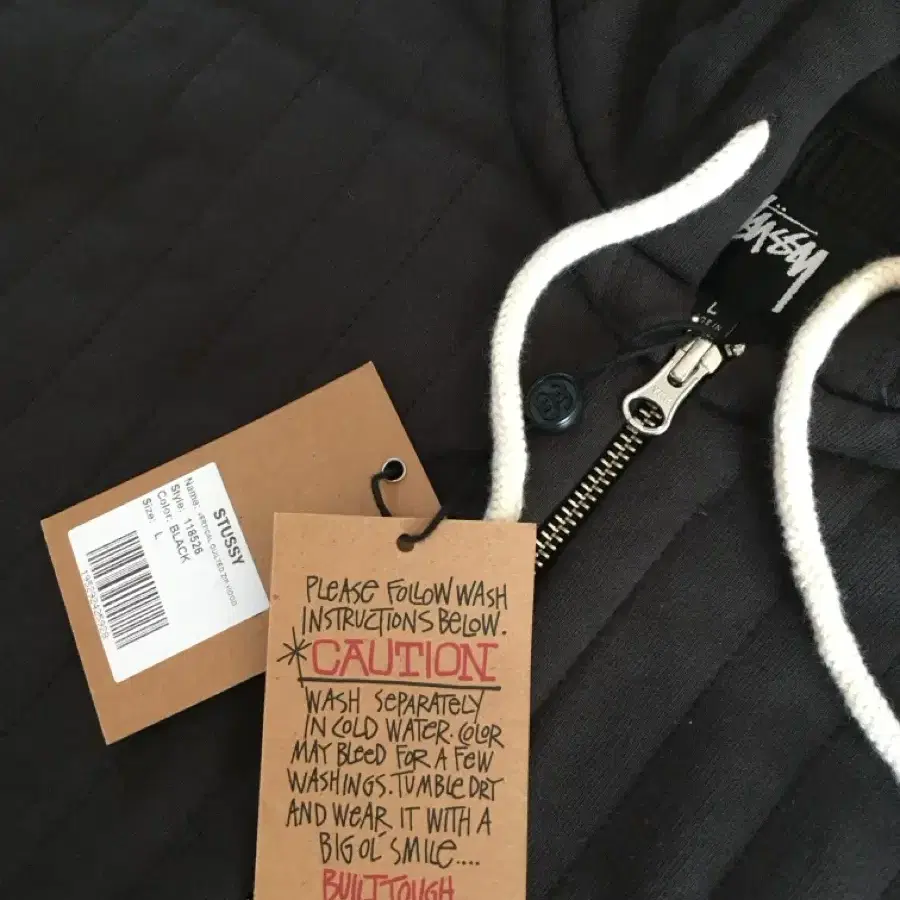 Stüssy
L
STUSSY
Name: VERTICAL QUILTED ZIP HOOD
Style: 118526
Color: BLACK
Size: L
PLEASE FOLLOW WASH
INSTRUCTIONS BELOW.
*CAUTION
WASH SEPARATELY
IN COLD WATER. COLOR
MAY BLEED FOR A FEW
WASHINGS. TUMBLE DRY
AND WEAR IT WITH A
BIG OL' SMILE....
BUILT TOUGH